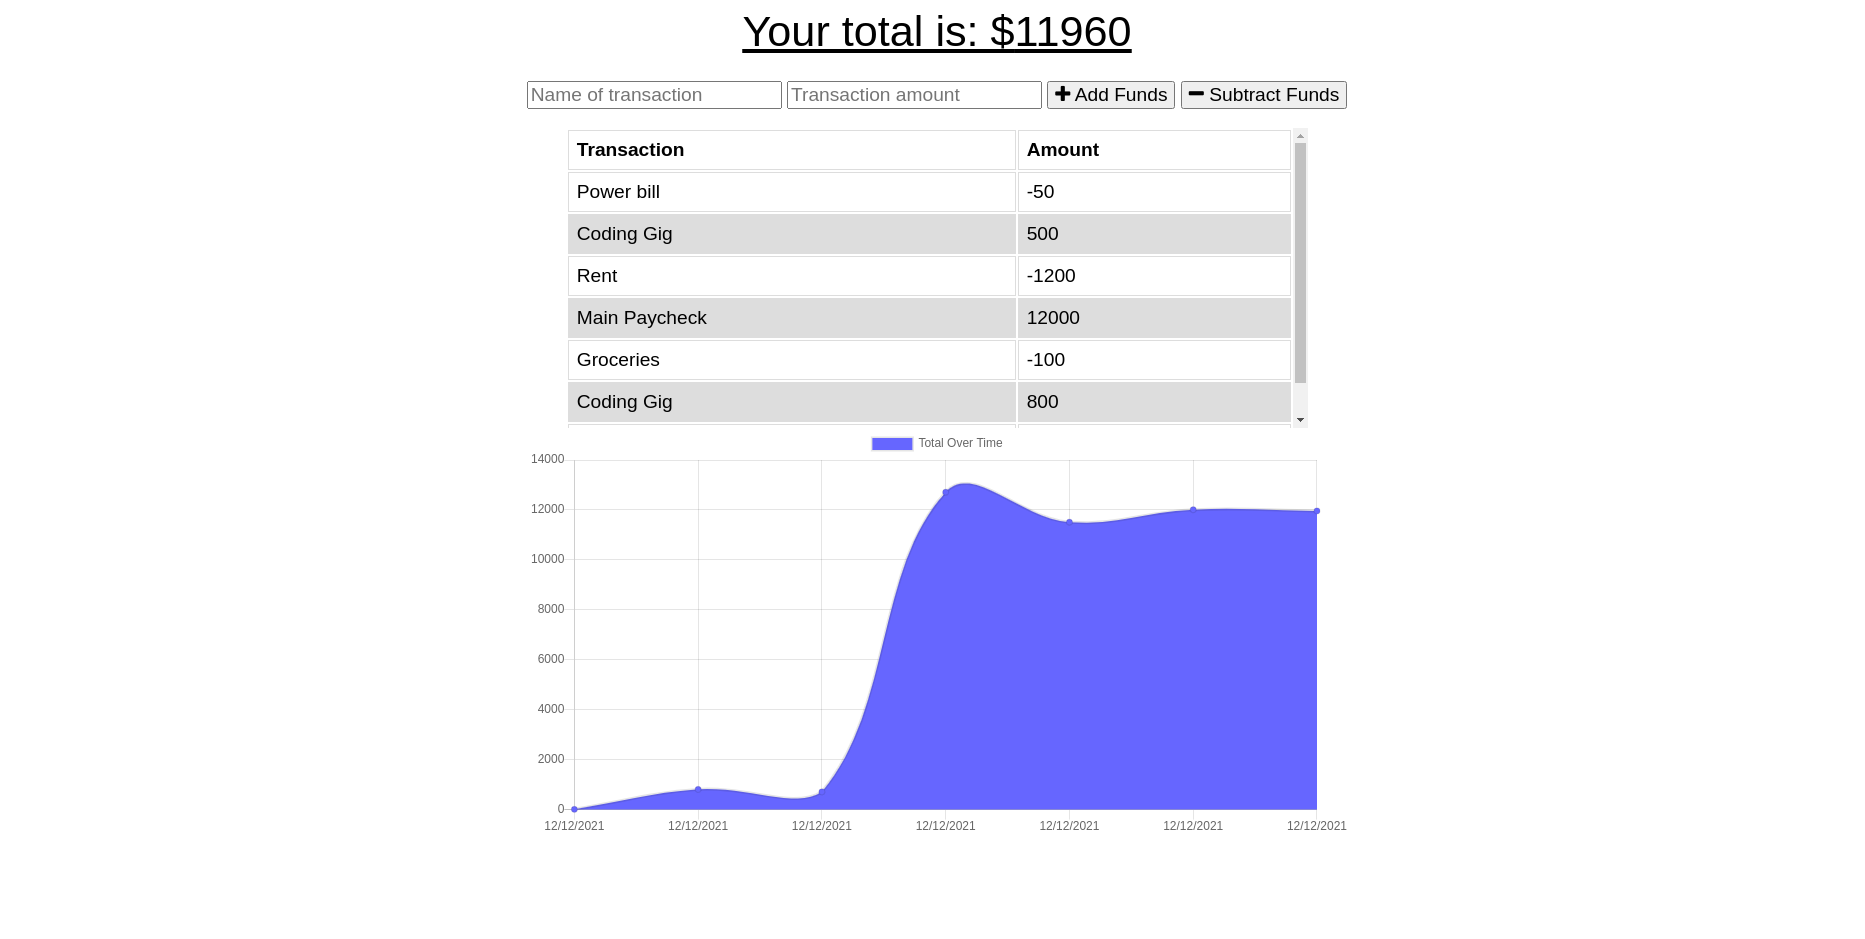 Your total is: $11960
Name of transaction Transaction amount Add Funds Subtract Funds
Transaction Amount
Power bill -50
Coding Gig 500
Rent -1200
Main Paycheck 12000
Groceries -100
Coding Gig 800
Total Over Time
14000
12000
10000
8000
6000
4000
2000
0
12/12/2021 12/12/2021 12/12/2021 12/12/2021 12/12/2021 12/12/2021 12/12/2021